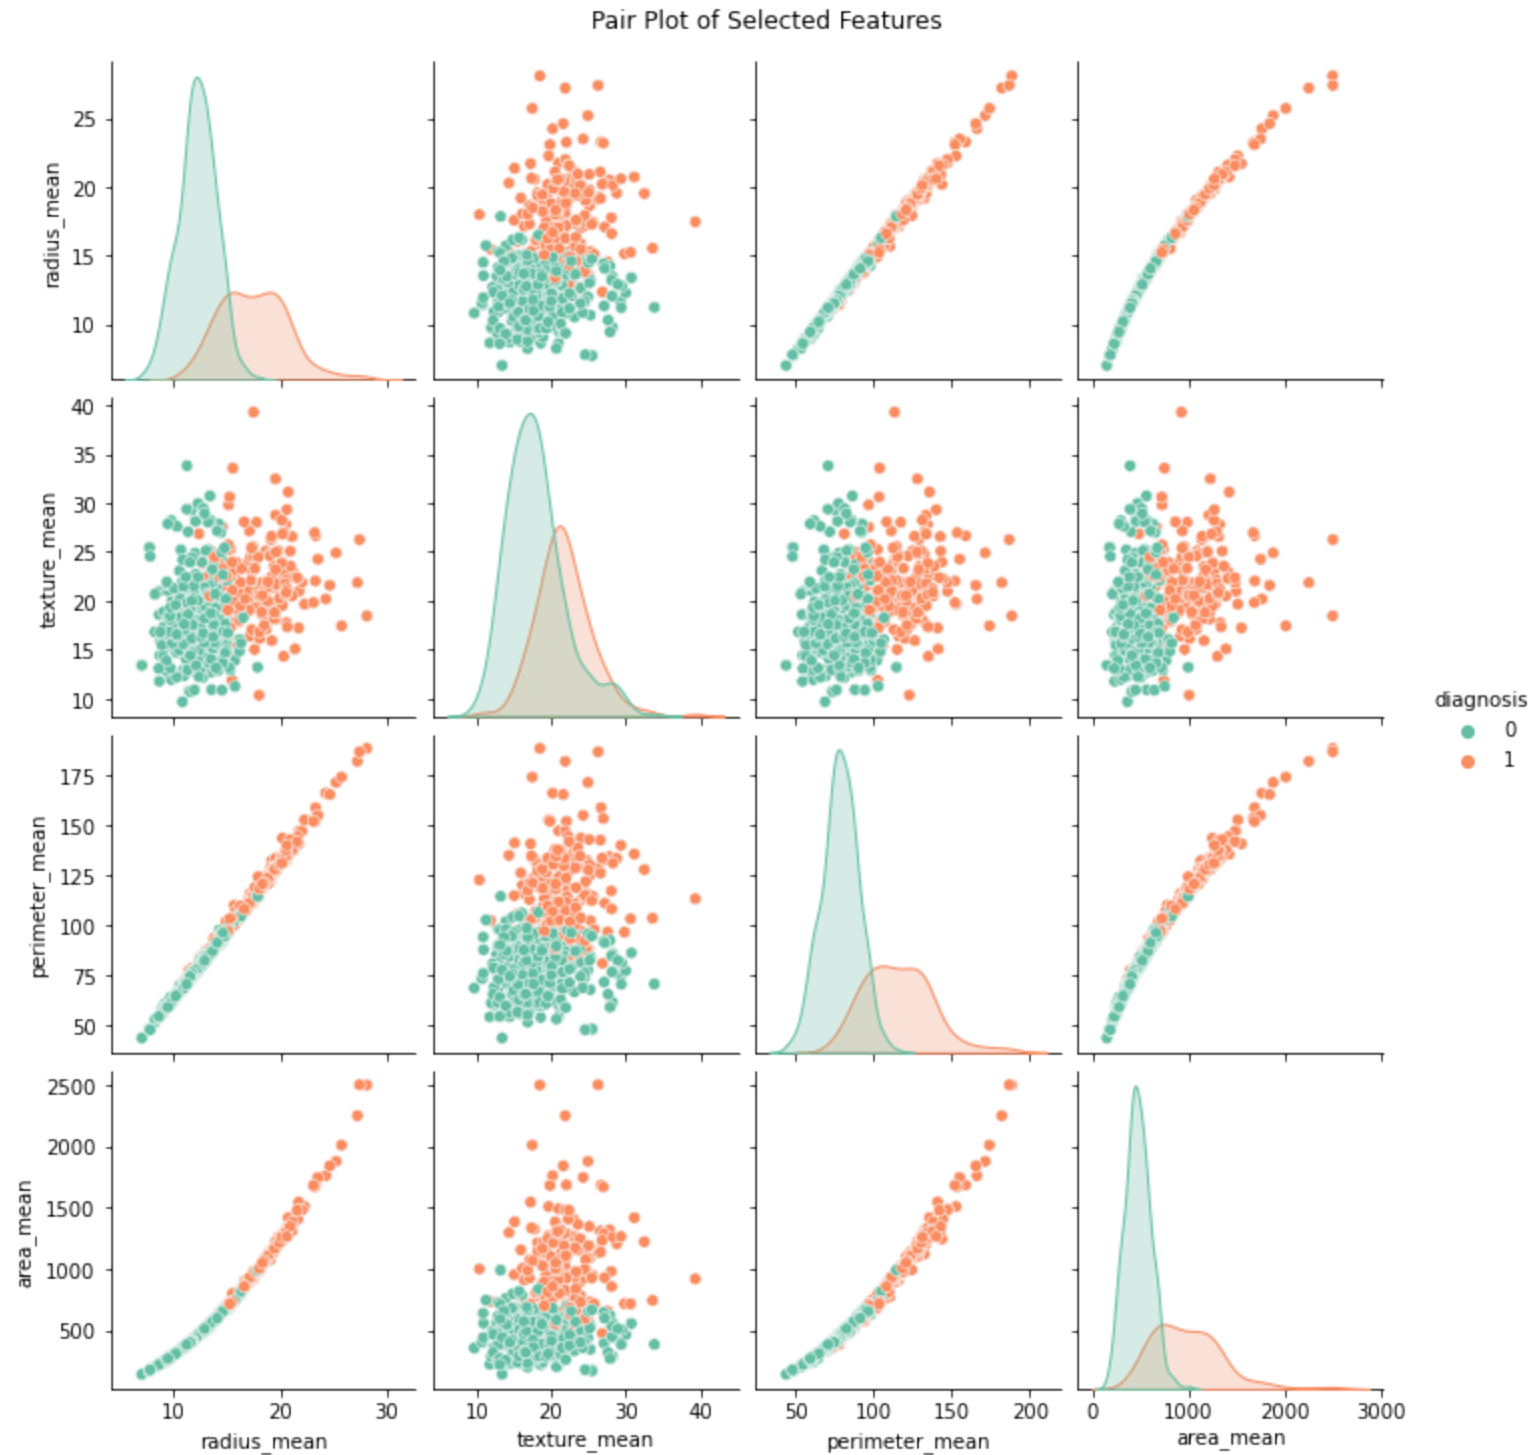 Pair Plot of Selected Features
radius_mean
25
20
15
10
texture_mean
40
35
30
25
20
15
10
diagnosis
0
1
perimeter_mean
175
150
125
100
75
50
area_mean
2500
2000
1500
1000
500
10 20 30
10 20 30 40
50 100 150 200
0 1000 2000 3000
radius_mean
texture_mean
perimeter_mean
area_mean